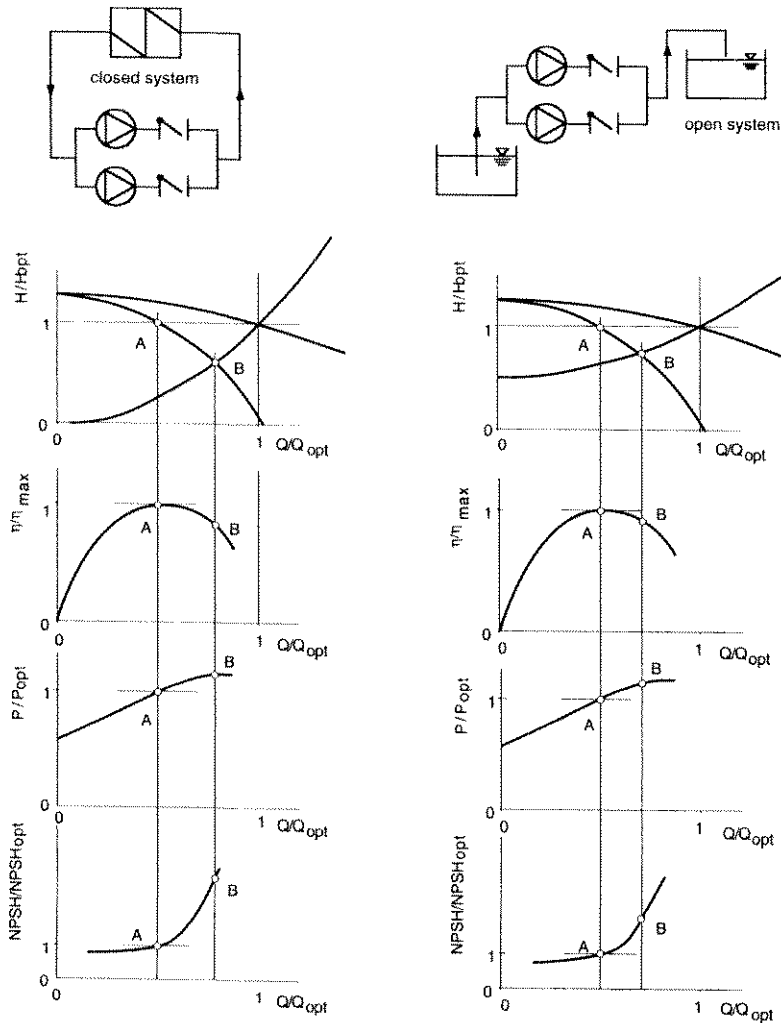 closed system
open system
H/Hopt
1
A
B
0
0
1
Q/Qopt
H/Hopt
1
A
B
0
0
1
Q/Qopt
η/ηmax
1
A
B
0
0
1
Q/Qopt
η/ηmax
1
A
B
0
0
1
Q/Qopt
P/Popt
1
A
B
0
0
1
Q/Qopt
P/Popt
1
A
B
0
0
1
Q/Qopt
NPSH/NPSHopt
1
A
B
0
0
1
Q/Qopt
NPSH/NPSHopt
1
A
B
0
0
1
Q/Qopt